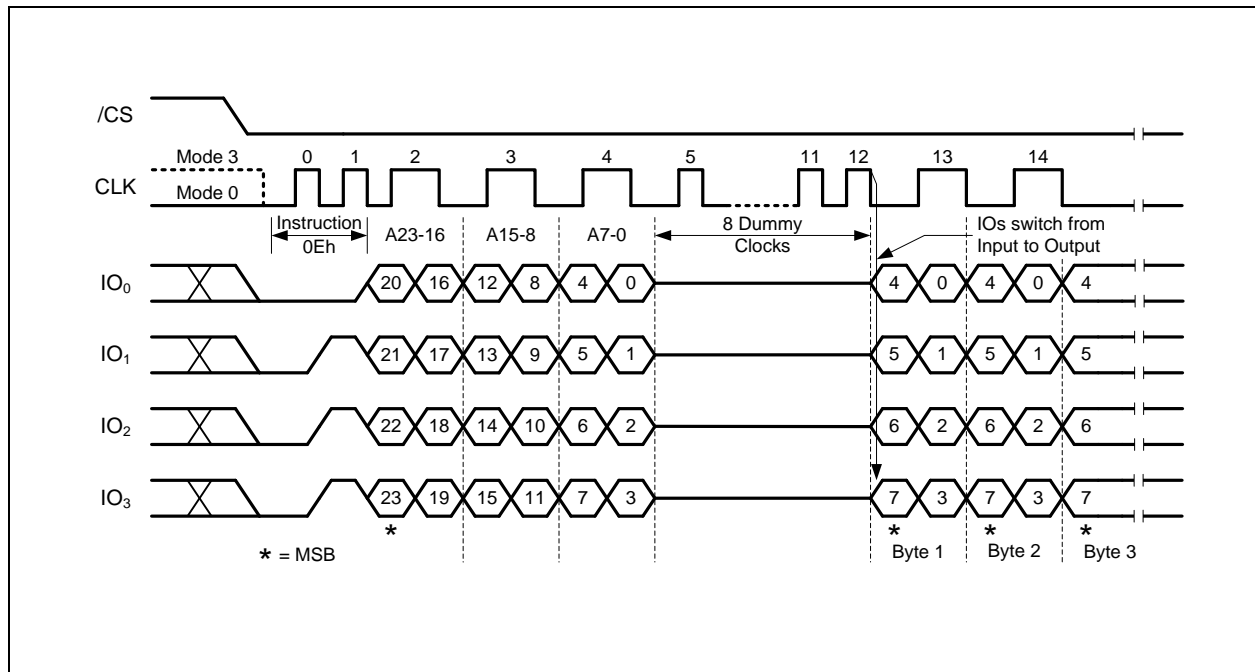 /CS
Mode 3 0 1 2 3 4 5 11 12 13 14
CLK Mode 0
Instruction
0Eh
A23-16 A15-8 A7-0
8 Dummy
Clocks
IOs switch from
Input to Output
IO₀ 20 16 12 8 4 0 4 0 4 0 4
IO₁ 21 17 13 9 5 1 5 1 5 1 5
IO₂ 22 18 14 10 6 2 6 2 6 2 6
IO₃ 23 19 15 11 7 3 7 3 7 3 7
* * * *
* = MSB
Byte 1 Byte 2 Byte 3